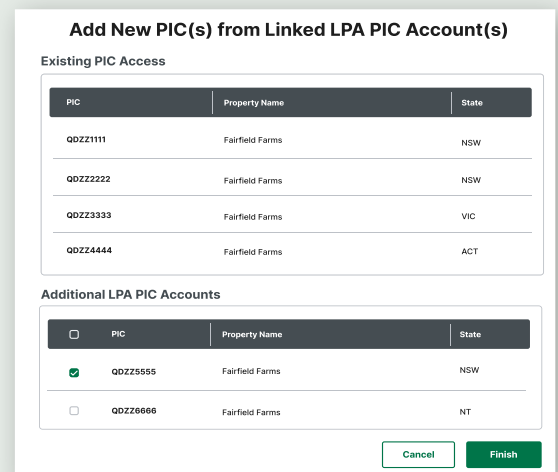 Add New PIC(s) from Linked LPA PIC Account(s)
Existing PIC Access
PIC Property Name State
QDZZ1111 Fairfield Farms NSW
QDZZ2222 Fairfield Farms NSW
QDZZ3333 Fairfield Farms VIC
QDZZ4444 Fairfield Farms ACT
Additional LPA PIC Accounts
PIC Property Name State
QDZZ5555 Fairfield Farms NSW
QDZZ6666 Fairfield Farms NT
Cancel Finish